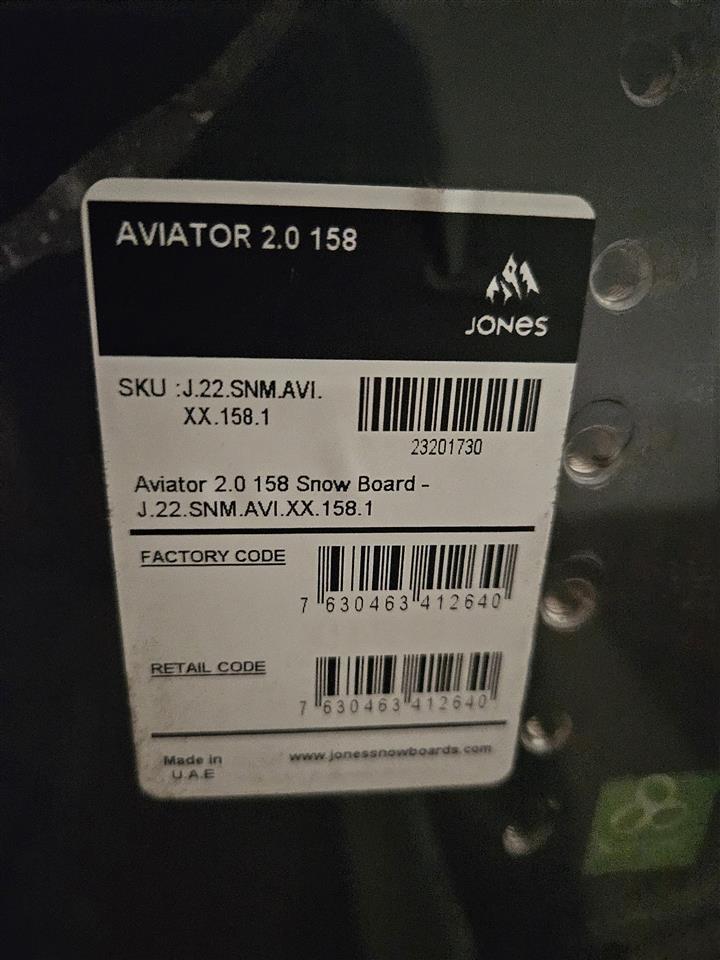 AVIATOR 2.0 158
JONES
SKU :J.22.SNM.AVI.
XX.158.1
23201730
Aviator 2.0 158 Snow Board -
J.22.SNM.AVI.XX.158.1
FACTORY CODE
7 630463 412640
RETAIL CODE
7 630463 412640
Made in
U.A.E
www.jonessnowboards.com